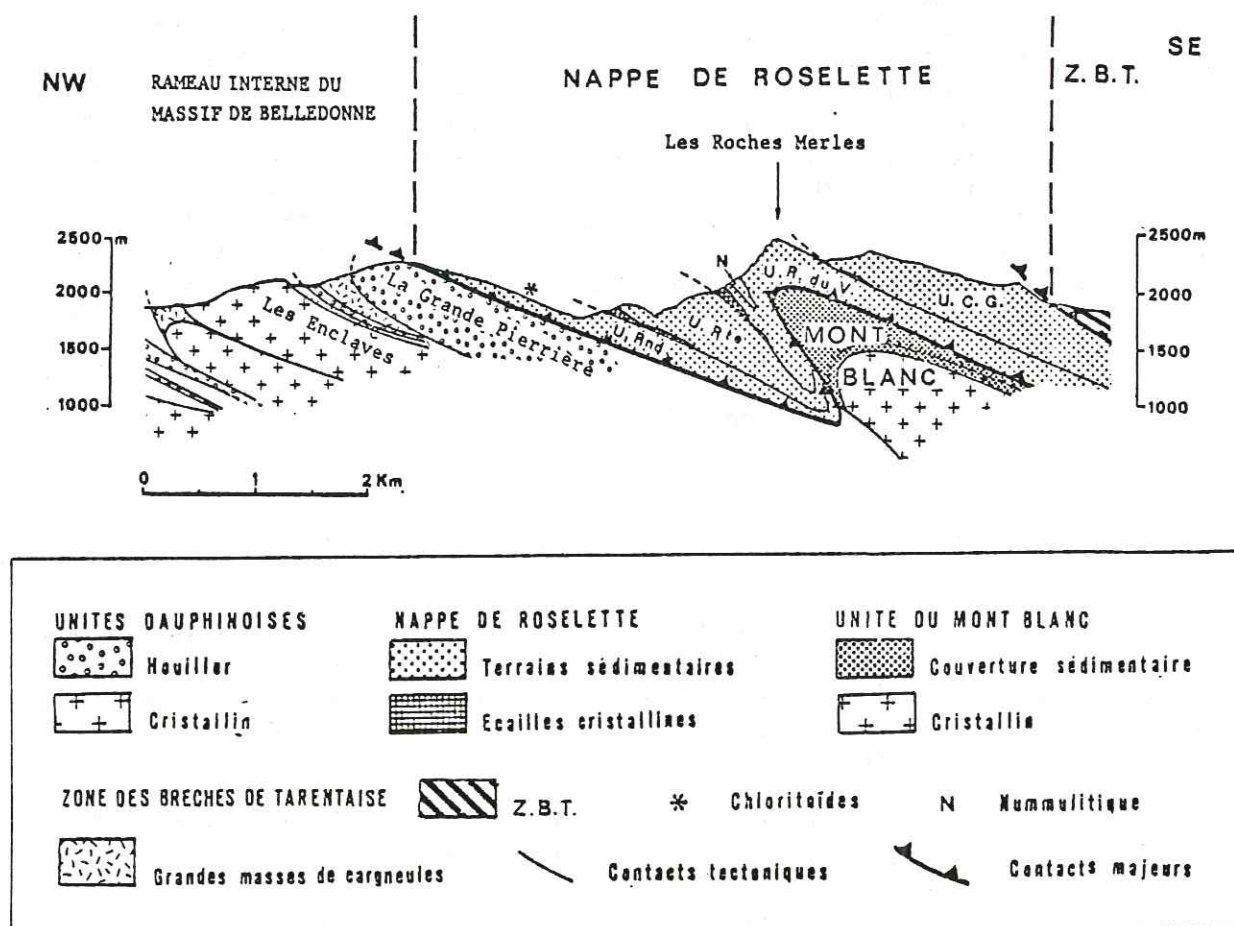 NW
RAMEAU INTERNE DU
MASSIF DE BELLEDONNE
NAPPE DE ROSELETTE
Z.B.T.
SE
Les Roches Merles
2500 m
2000
1500
1000
Les Enclaves
La Grande Pierrière
U. Rnd
U. Rte
N
U.R. du V.
U.C.G.
MONT
BLANC
2500m
2000
1500
1000
0 1 2 Km
UNITES DAUPHINOISES
Houiller
Cristallin
NAPPE DE ROSELETTE
Terrains sédimentaires
Ecailles cristallines
UNITE DU MONT BLANC
Couverture sédimentaire
Cristallin
ZONE DES BRECHES DE TARENTAISE
Z.B.T.
* Chloritoïdes
N Nummulitique
Grandes masses de cargneules
Contacts tectoniques
Contacts majeurs